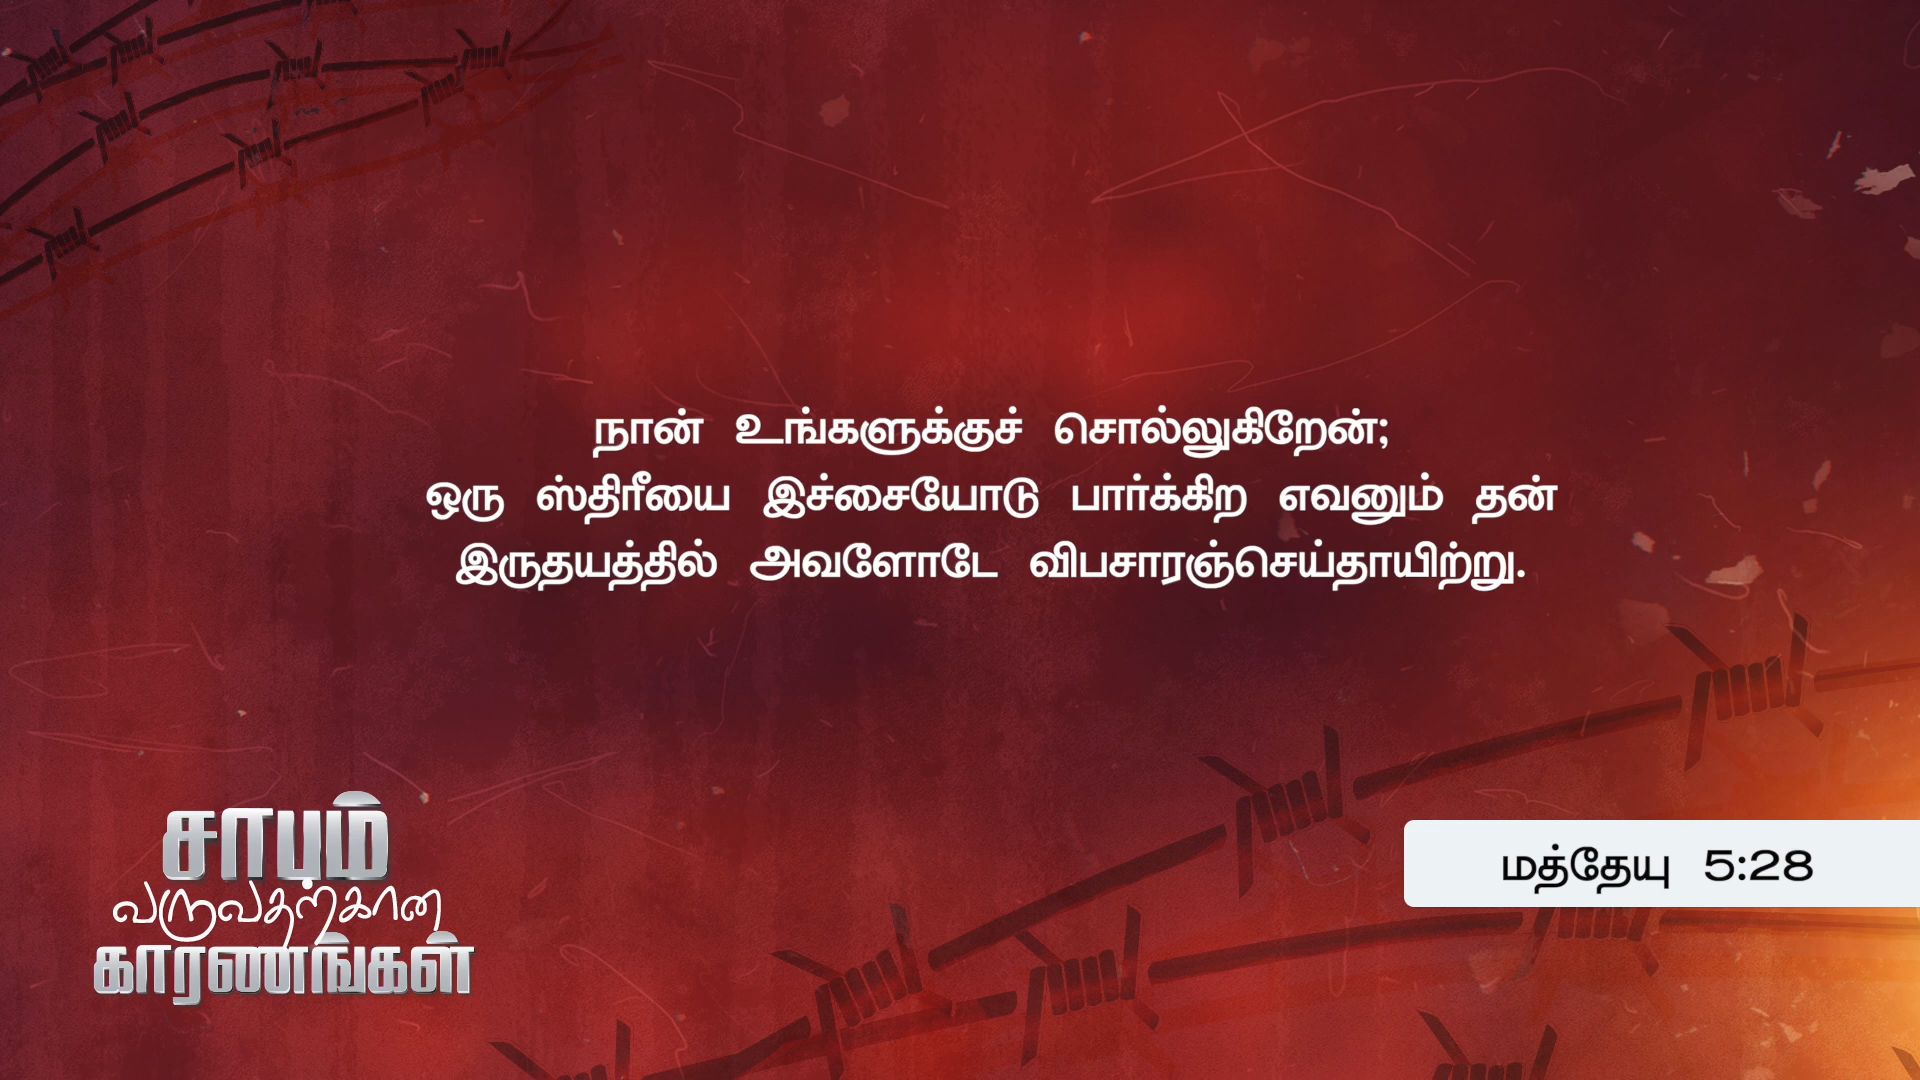 நான் உங்களுக்குச் சொல்லுகிறேன்;
ஒரு ஸ்திரீயை இச்சையோடு பார்க்கிற எவனும் தன்
இருதயத்தில் அவளோடே விபசாரஞ்செய்தாயிற்று.
சாபம்
வருவதற்கான
காரணங்கள்
மத்தேயு 5:28